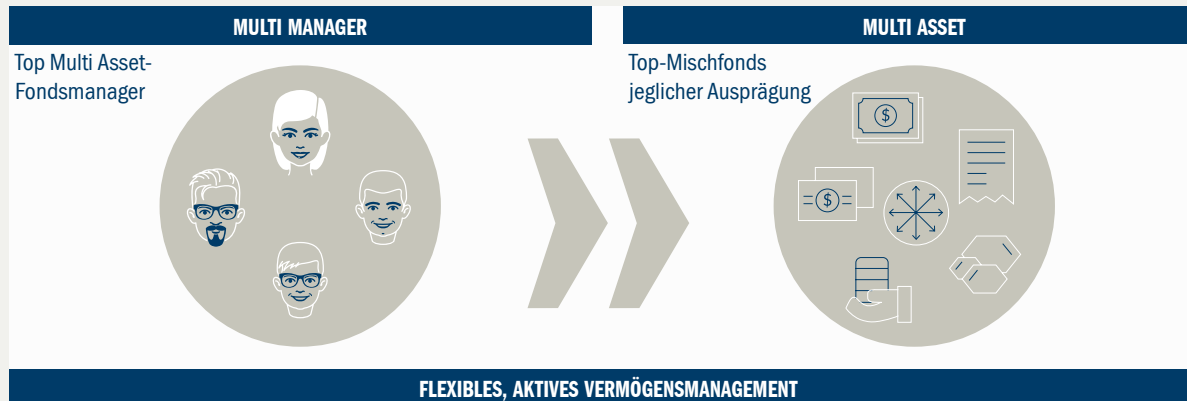 MULTI MANAGER
Top Multi Asset-
Fondsmanager
MULTI ASSET
Top-Mischfonds
jeglicher Ausprägung
$
$
FLEXIBLES, AKTIVES VERMÖGENSMANAGEMENT